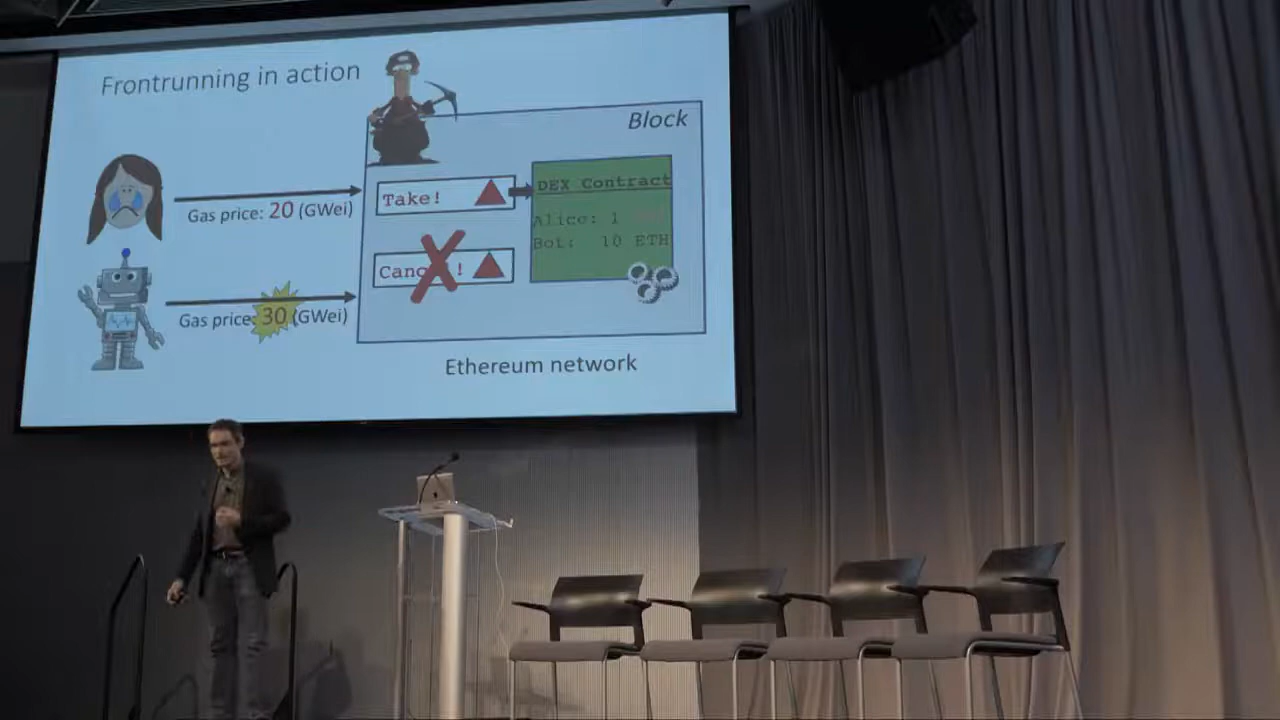 Frontrunning in action
Block
Take!
DEX Contract
Gas price: 20 (GWei)
Alice: 1
Bot: 10 ETH
Gas price: 30 (GWei)
Ethereum network